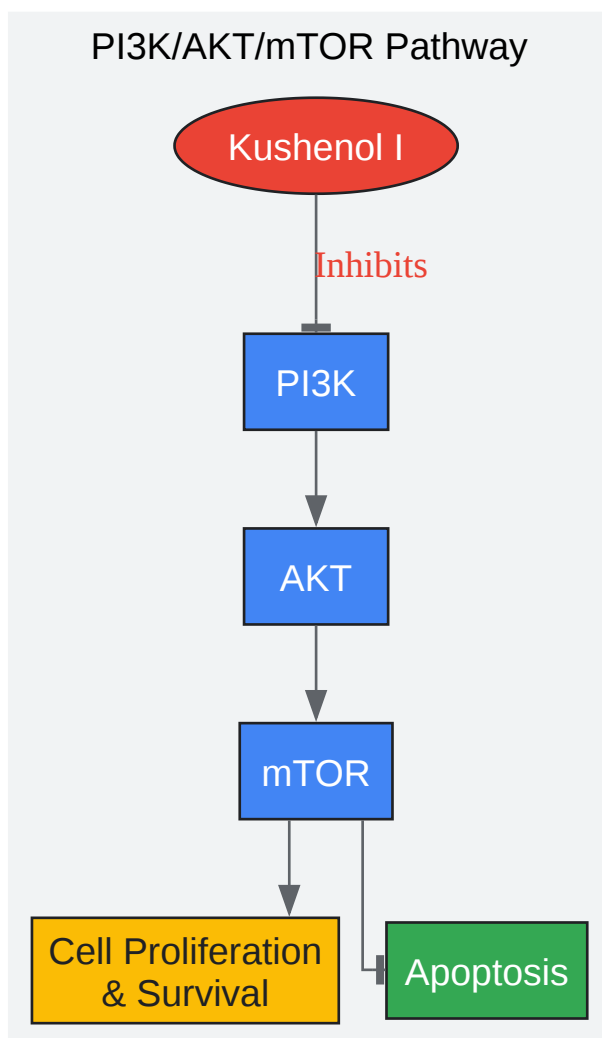 PI3K/AKT/mTOR Pathway
Kushenol I
Inhibits
PI3K
AKT
mTOR
Cell Proliferation
& Survival
Apoptosis